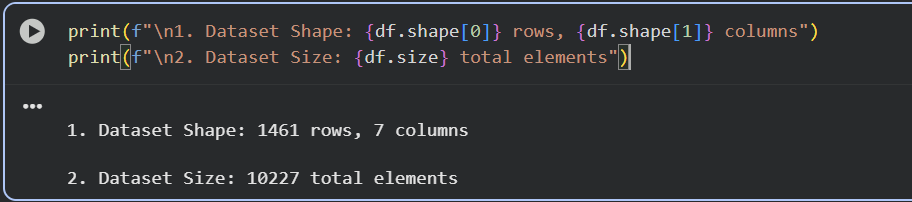 print(f"\n1. Dataset Shape: {df.shape[0]} rows, {df.shape[1]} columns")
print(f"\n2. Dataset Size: {df.size} total elements")
...
1. Dataset Shape: 1461 rows, 7 columns
2. Dataset Size: 10227 total elements